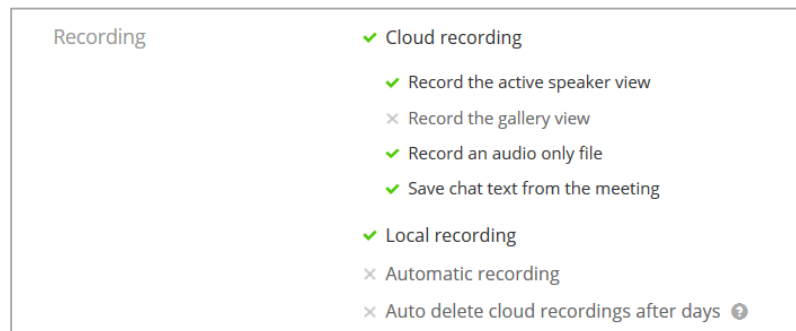 Recording
Cloud recording
Record the active speaker view
Record the gallery view
Record an audio only file
Save chat text from the meeting
Local recording
Automatic recording
Auto delete cloud recordings after days ?